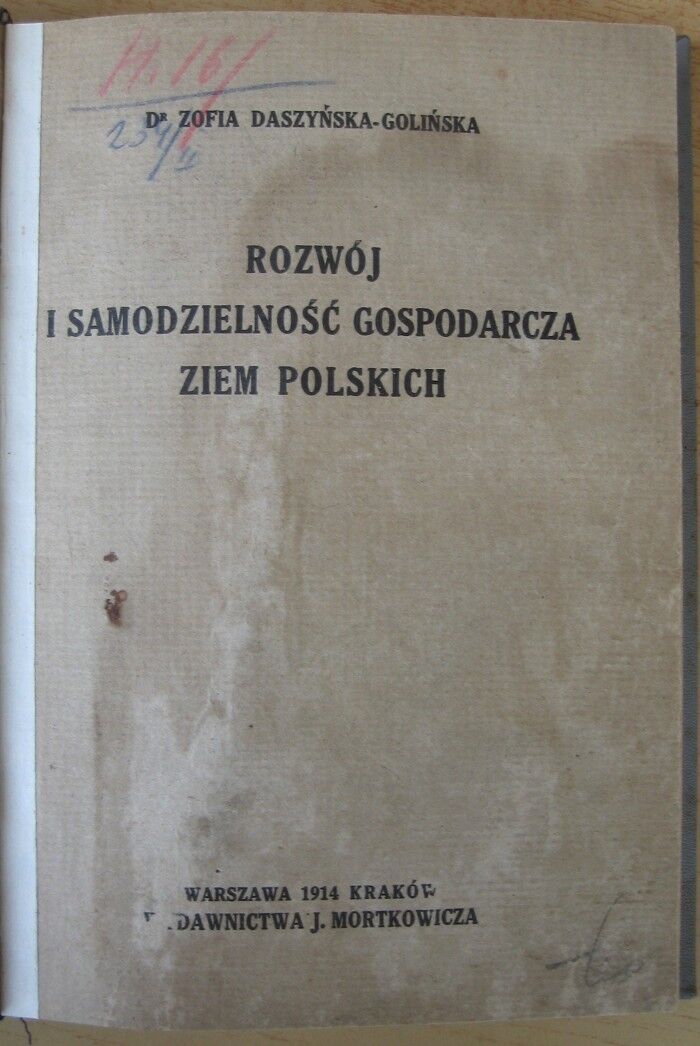 Dr ZOFIA DASZYŃSKA-GOLIŃSKA
ROZWÓJ
I SAMODZIELNOŚĆ GOSPODARCZA
ZIEM POLSKICH
WARSZAWA 1914 KRAKÓW
DAWNICTWA J. MORTKOWICZA